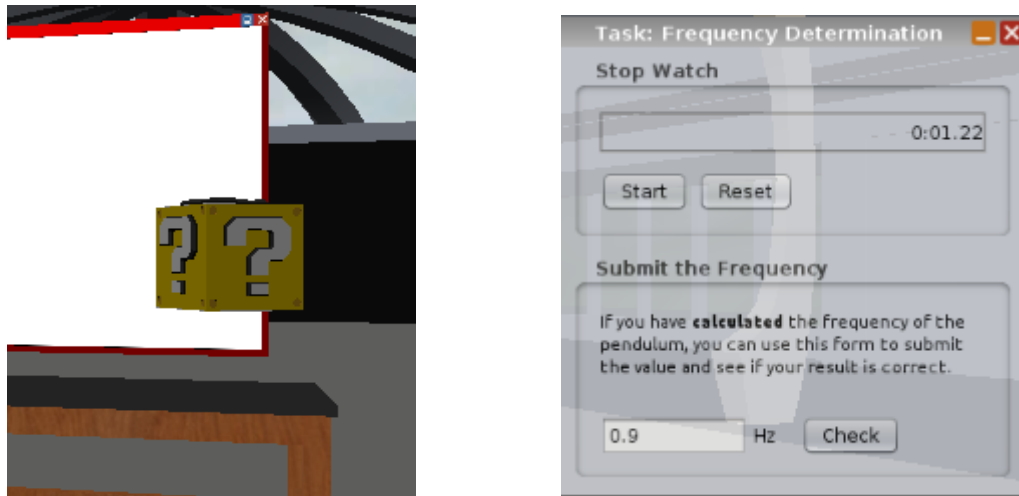 ? ?
Task: Frequency Determination
Stop Watch
0:01.22
Start Reset
Submit the Frequency
If you have calculated the frequency of the
pendulum, you can use this form to submit
the value and see if your result is correct.
0.9 Hz Check